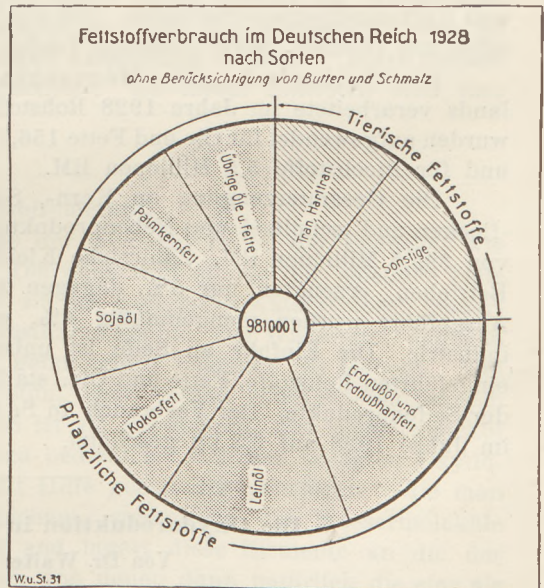 Fettstoffverbrauch im Deutschen Reich 1928
nach Sorten
ohne Berücksichtigung von Butter und Schmalz
Tierische Fettstoffe
Tran, Harttran
Sonstige
Übrige Öle u. Fette
Palmkernfett
Sojaöl
981000 t
Erdnußöl und
Erdnußhartfett
Kokosfett
Leinöl
Pflanzliche Fettstoffe
W.u.St.31